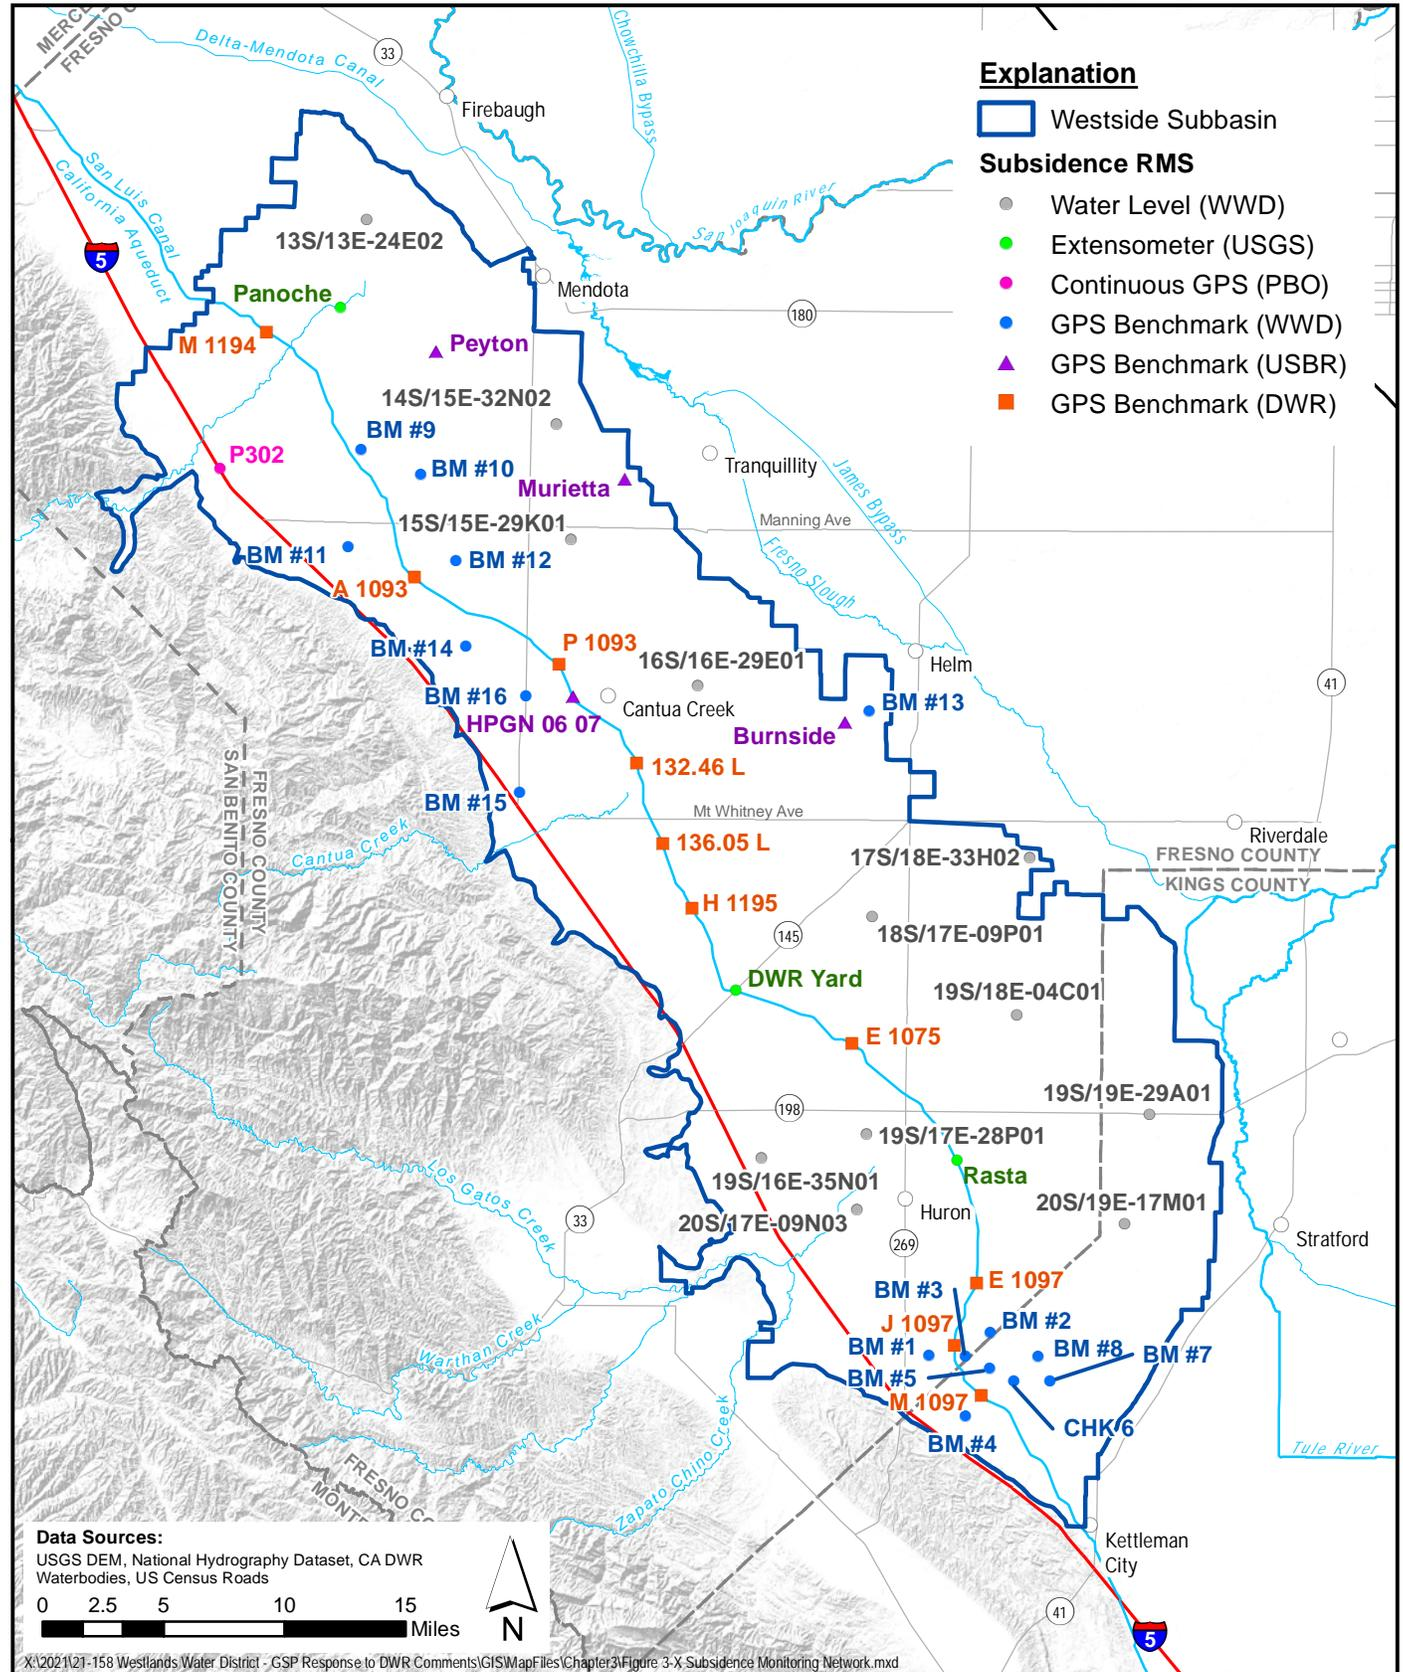 MERCE
FRESNO C
Delta-Mendota Canal
33
Chowchilla Bypass
Firebaugh
San Luis Canal
California Aqueduct
San Joaquin River
5
Explanation
Westside Subbasin
Subsidence RMS
Water Level (WWD)
Extensometer (USGS)
Continuous GPS (PBO)
GPS Benchmark (WWD)
GPS Benchmark (USBR)
GPS Benchmark (DWR)
13S/13E-24E02
Panoche
Mendota
180
M 1194
Peyton
14S/15E-32N02
BM #9
P302
BM #10
Murietta
Tranquillity
James Bypass
15S/15E-29K01
Manning Ave
BM #11
BM #12
A 1093
Fresno Slough
BM #14
P 1093
16S/16E-29E01
Helm
41
BM #16
Cantua Creek
BM #13
HPGN 06 07
Burnside
132.46 L
FRESNO COUNTY
SAN BENITO COUNTY
BM #15
Mt Whitney Ave
Cantua Creek
136.05 L
Riverdale
17S/18E-33H02
FRESNO COUNTY
KINGS COUNTY
H 1195
145
18S/17E-09P01
DWR Yard
19S/18E-04C01
E 1075
19S/19E-29A01
198
19S/17E-28P01
Los Gatos Creek
19S/16E-35N01
Rasta
20S/19E-17M01
33
20S/17E-09N03
Huron
269
Stratford
E 1097
BM #3
J 1097
BM #2
Warthan Creek
BM #1
BM #8
BM #7
BM #5
M 1097
CHK 6
BM #4
Zapato Chino Creek
Tule River
FRESNO CO
MONT
Kettleman
City
41
5
Data Sources:
USGS DEM, National Hydrography Dataset, CA DWR
Waterbodies, US Census Roads
0 2.5 5 10 15
Miles
N
X:\2021\21-158 Westlands Water District - GSP Response to DWR Comments\GIS\MapFiles\Chapter3\Figure 3-X Subsidence Monitoring Network.mxd